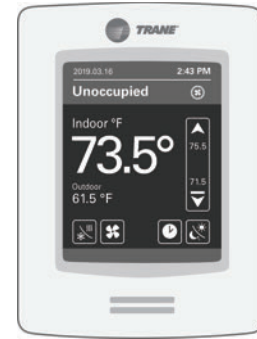 TRANE
2019.03.16 2:43 PM
Unoccupied
Indoor °F
73.5°
75.5
71.5
Outdoor
61.5 °F